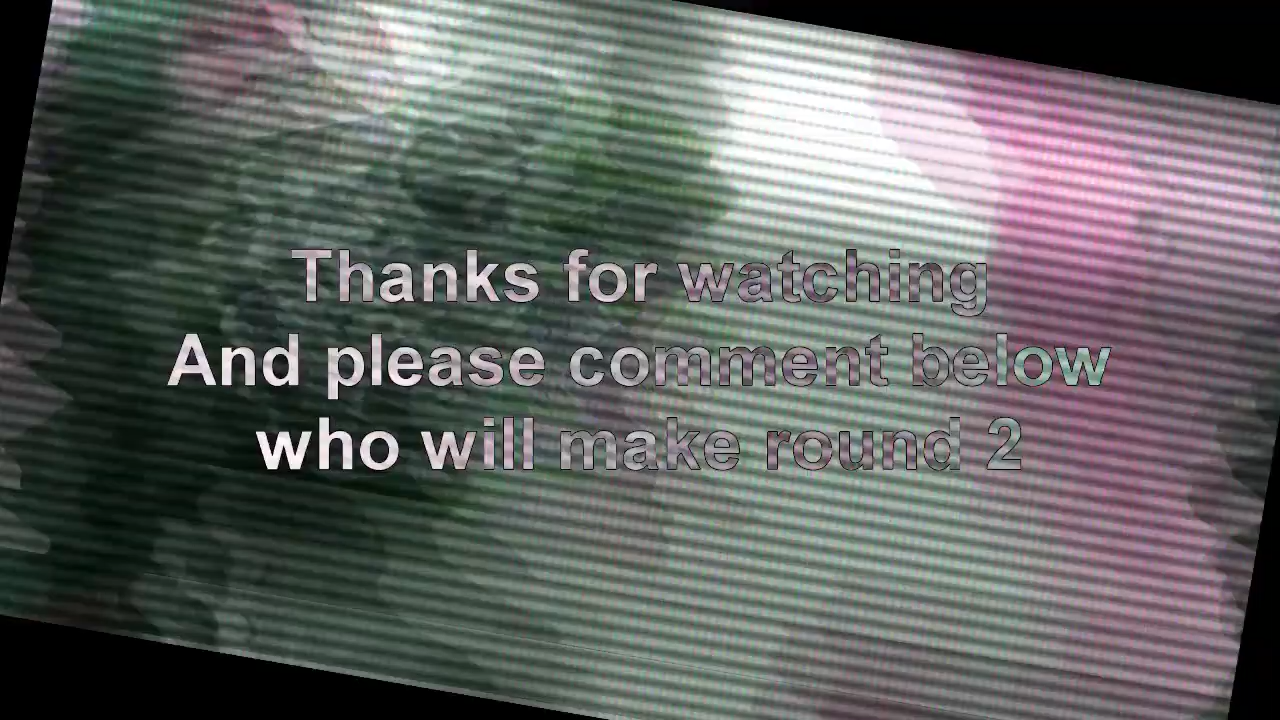 Thanks for watching
And please comment below
who will make round 2